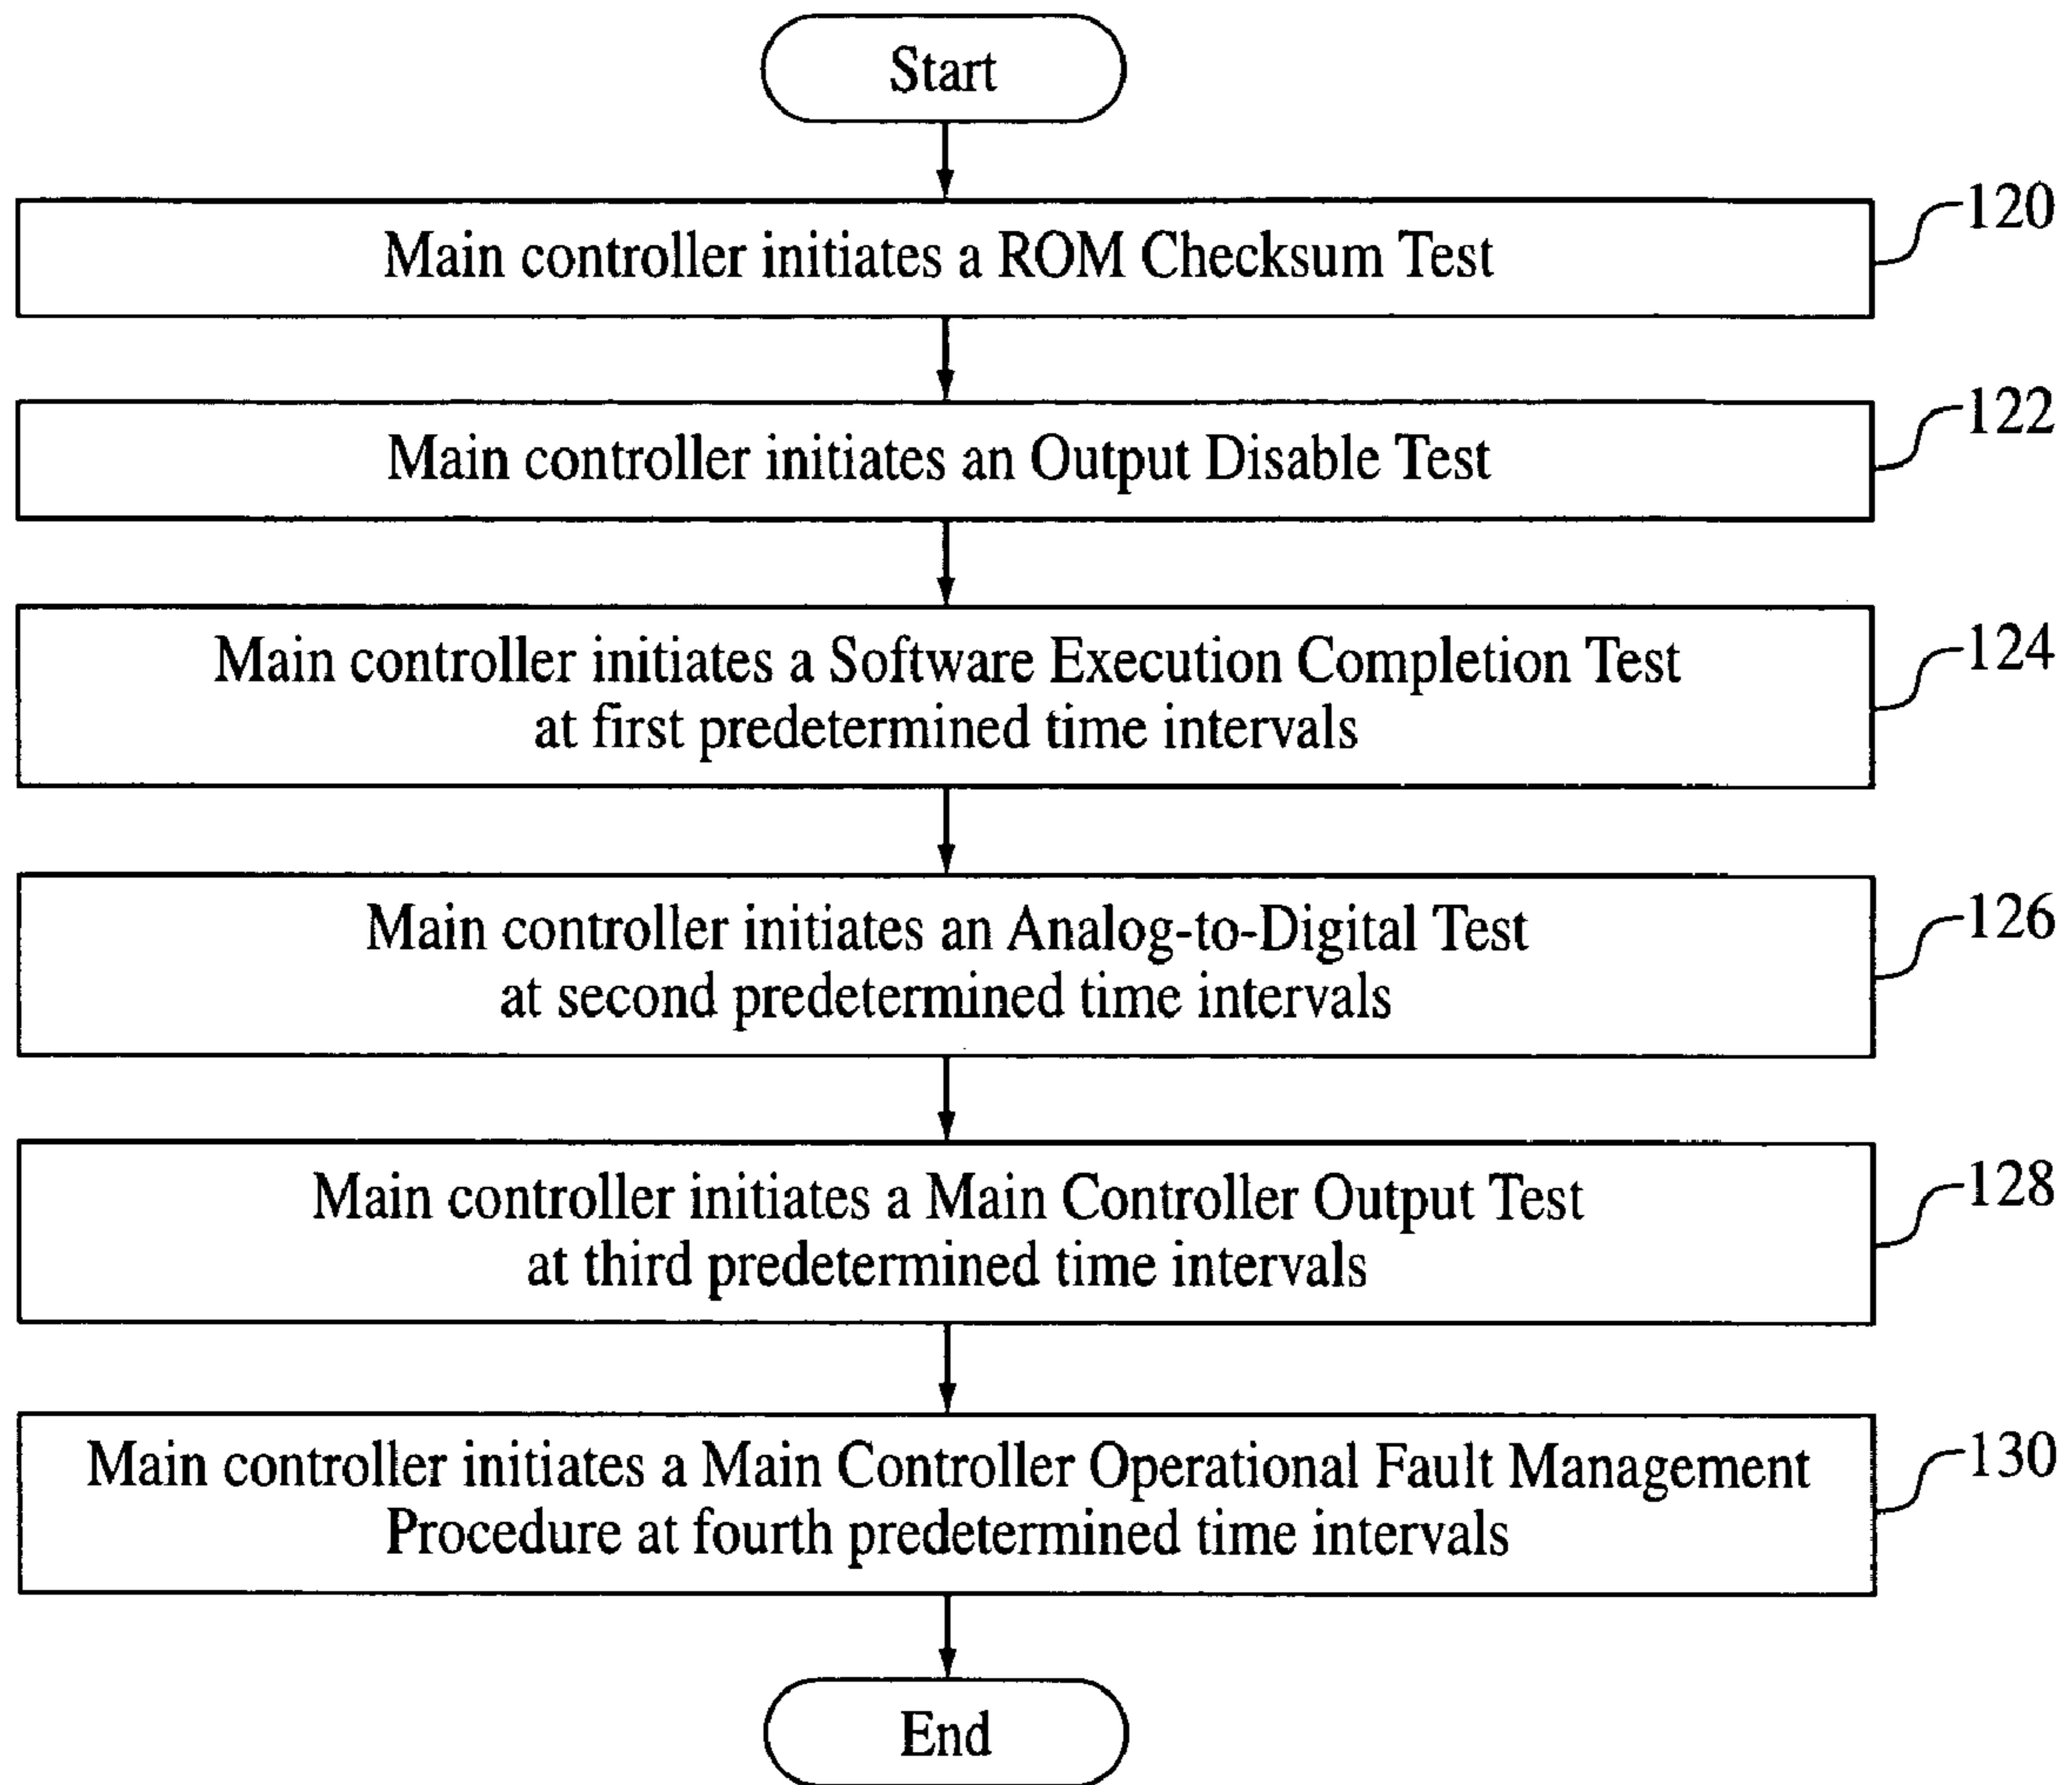 Start
Main controller initiates a ROM Checksum Test
120
Main controller initiates an Output Disable Test
122
Main controller initiates a Software Execution Completion Test
at first predetermined time intervals
124
Main controller initiates an Analog-to-Digital Test
at second predetermined time intervals
126
Main controller initiates a Main Controller Output Test
at third predetermined time intervals
128
Main controller initiates a Main Controller Operational Fault Management
Procedure at fourth predetermined time intervals
130
End